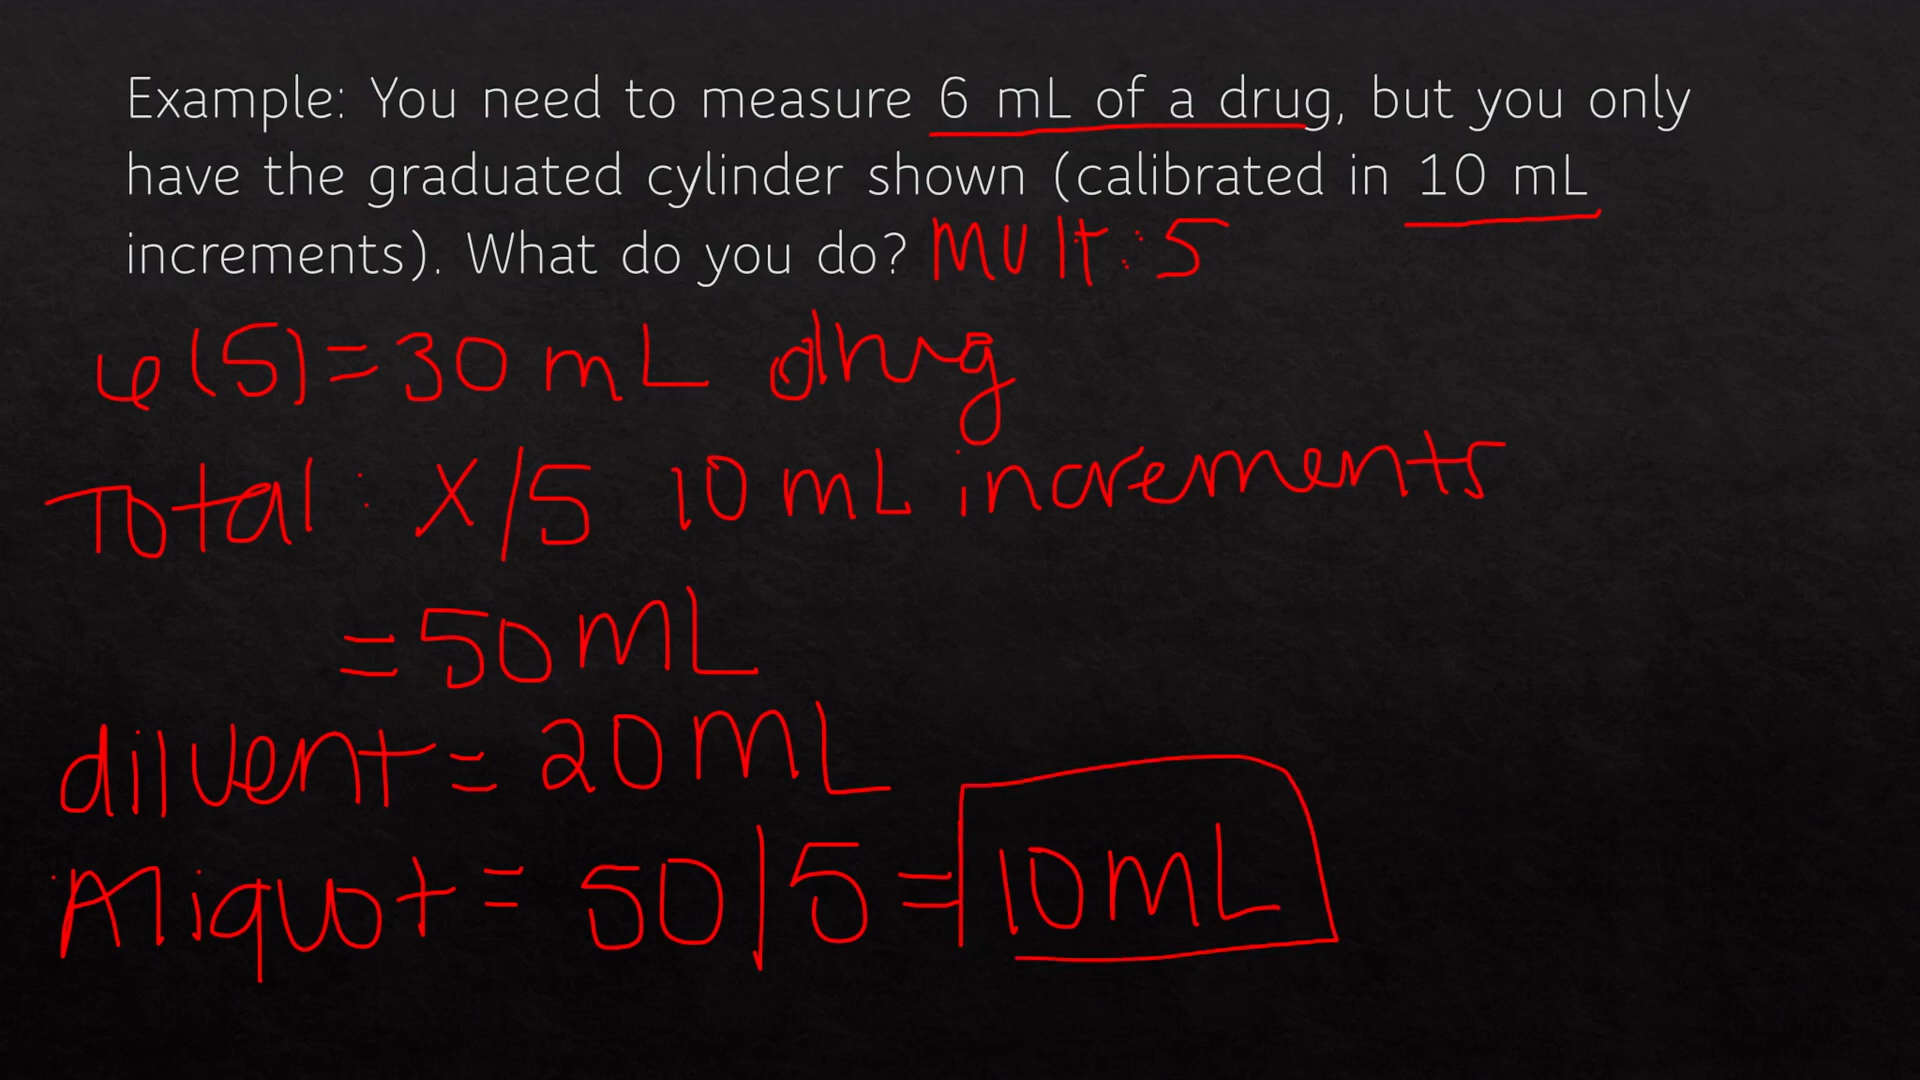 Example: You need to measure 6 mL of a drug, but you only
have the graduated cylinder shown (calibrated in 10 mL
increments). What do you do? Mult: 5
6(5) = 30 mL drug
Total: x/5 10 mL increments
= 50 mL
diluent = 20 mL
Aliquot = 50/5 = 10 mL